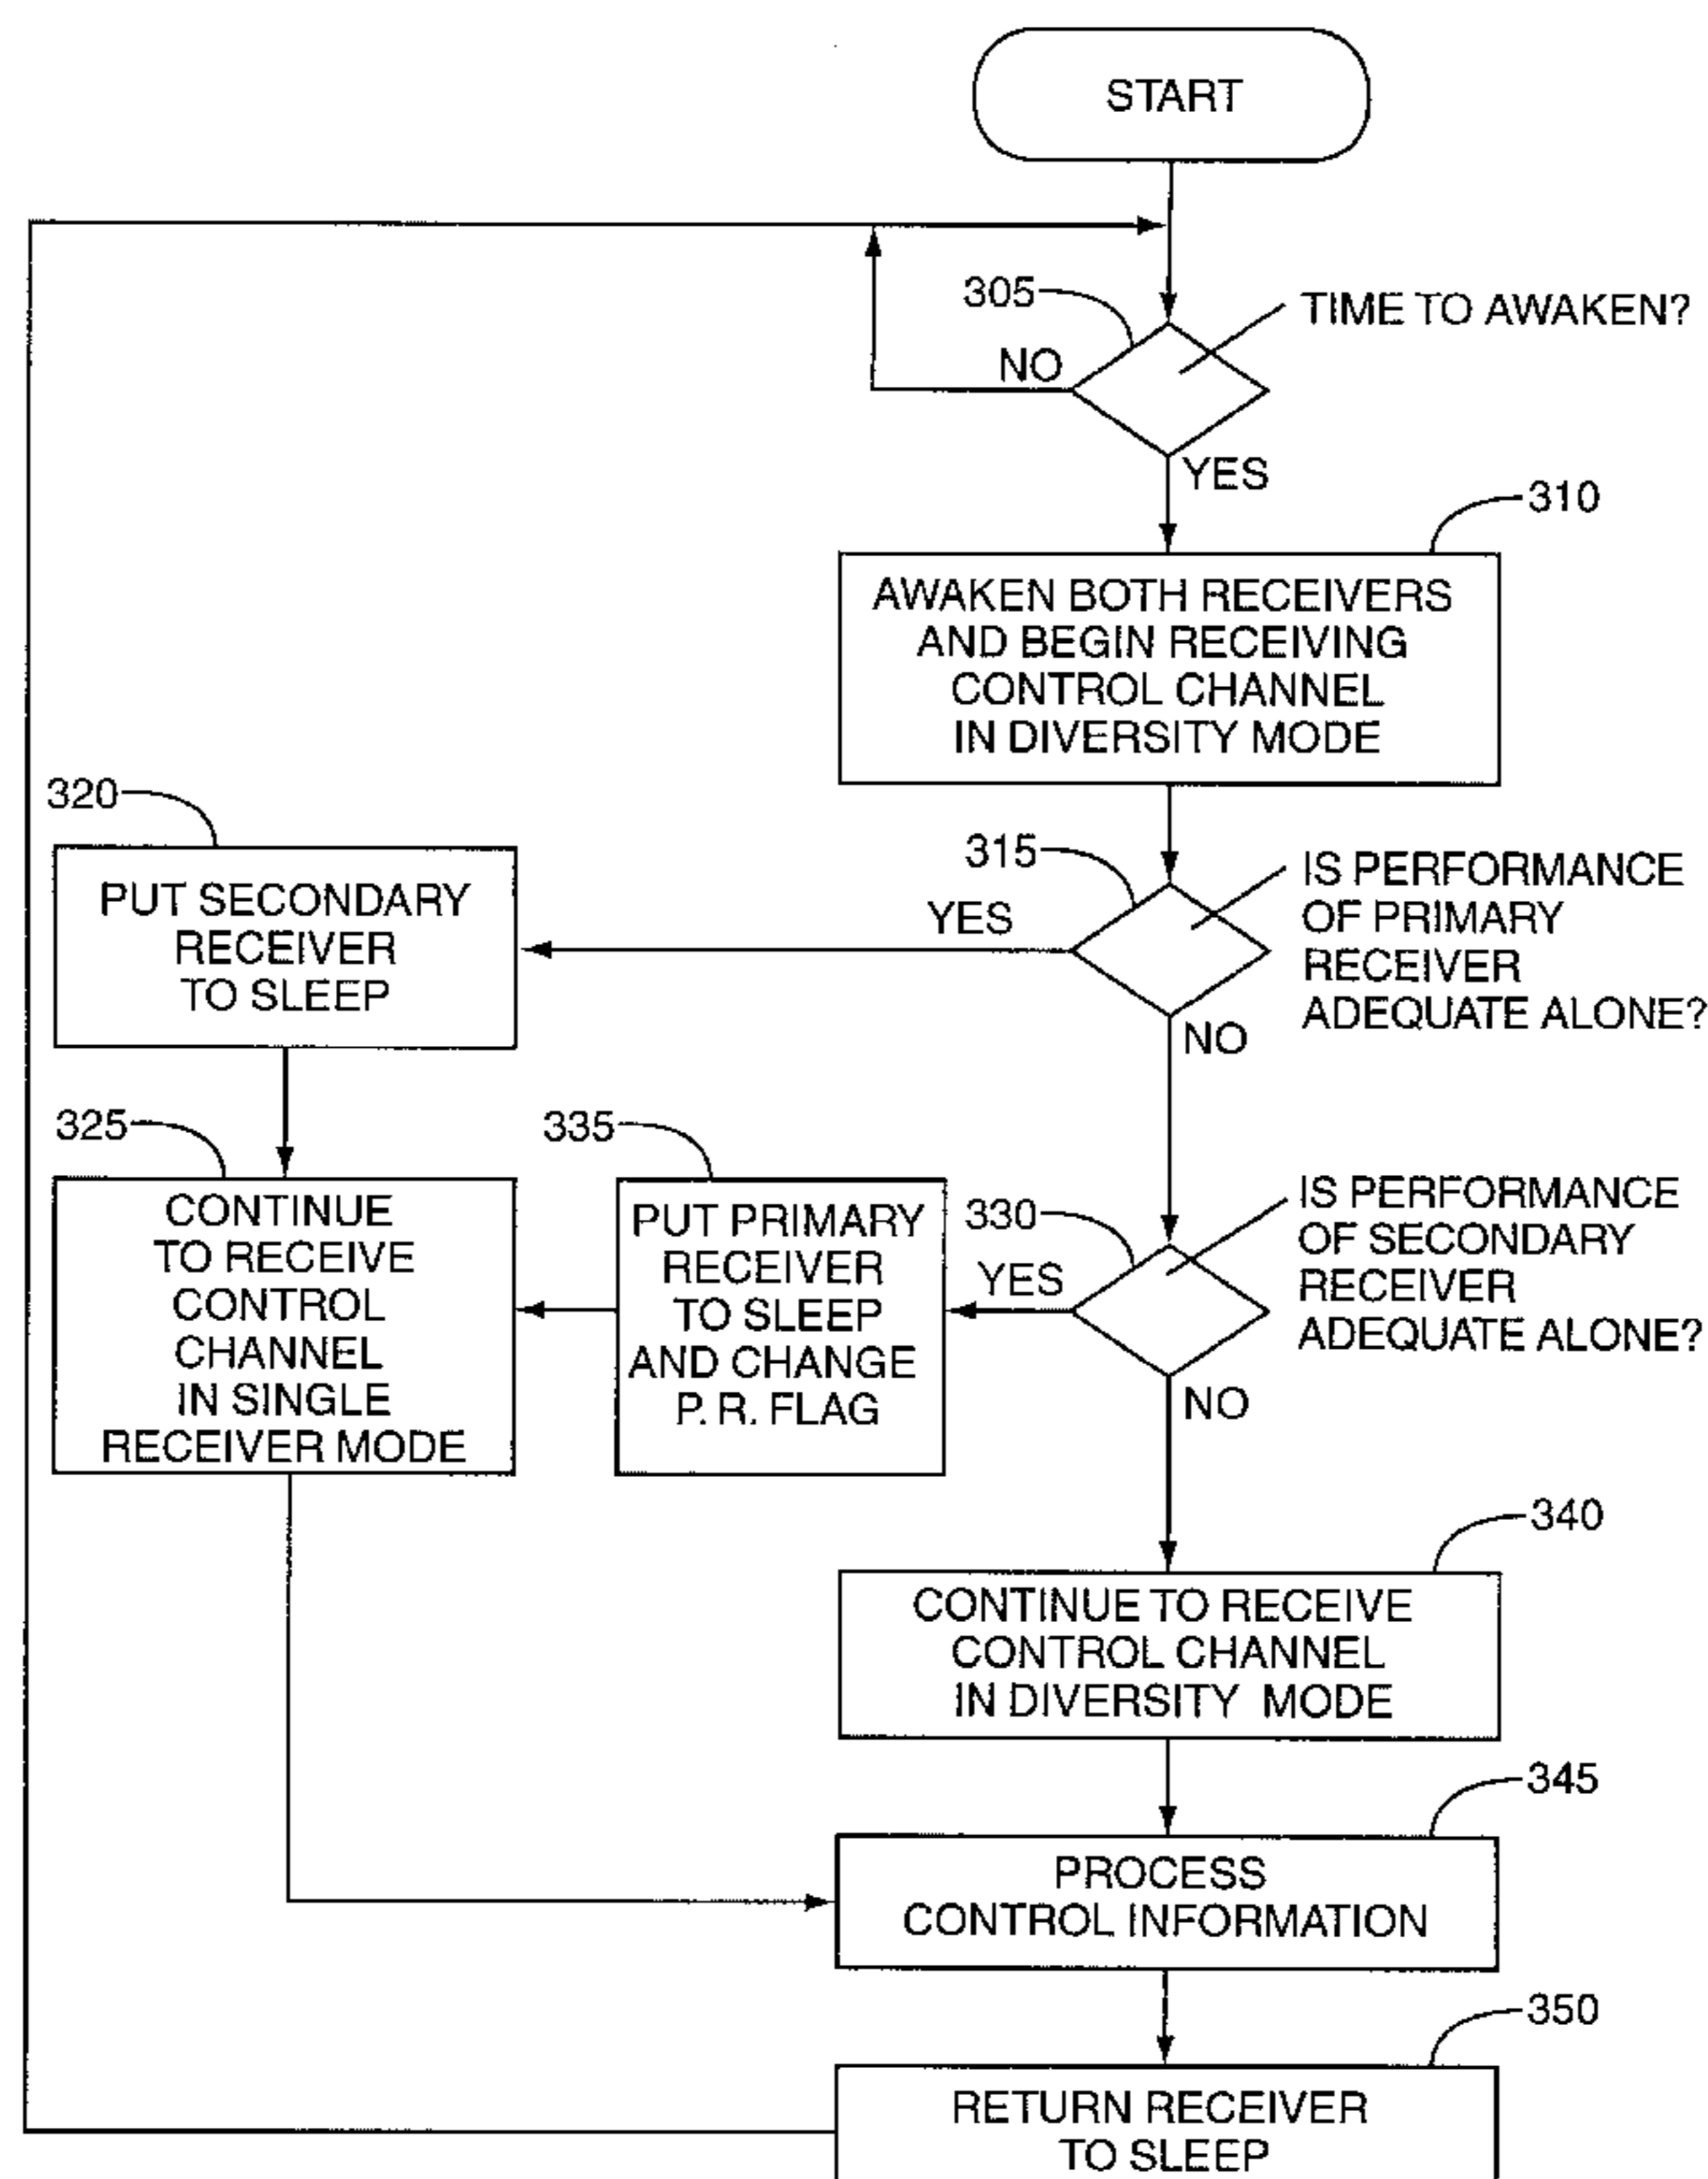 START
305
TIME TO AWAKEN?
NO
YES
310
AWAKEN BOTH RECEIVERS
AND BEGIN RECEIVING
CONTROL CHANNEL
IN DIVERSITY MODE
315
IS PERFORMANCE
OF PRIMARY
RECEIVER
ADEQUATE ALONE?
YES
NO
320
PUT SECONDARY
RECEIVER
TO SLEEP
325
CONTINUE
TO RECEIVE
CONTROL
CHANNEL
IN SINGLE
RECEIVER MODE
335
PUT PRIMARY
RECEIVER
TO SLEEP
AND CHANGE
P. R. FLAG
330
IS PERFORMANCE
OF SECONDARY
RECEIVER
ADEQUATE ALONE?
YES
NO
340
CONTINUE TO RECEIVE
CONTROL CHANNEL
IN DIVERSITY MODE
345
PROCESS
CONTROL INFORMATION
350
RETURN RECEIVER
TO SLEEP